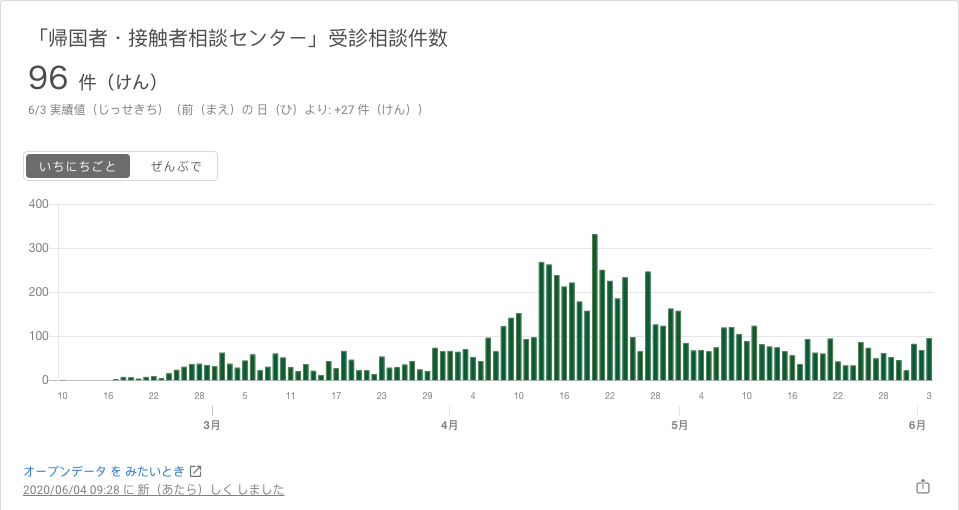 「帰国者・接触者相談センター」受診相談件数
96 件（けん）
6/3 実績値（じっせきち）（前（まえ）の 日（ひ）より: +27 件（けん））
いちにちごと ぜんぶで
400
300
200
100
0
10 16 22 28 5 11 17 23 29 4 10 16 22 28 4 10 16 22 28 3
3月 4月 5月 6月
オープンデータ を みたいとき
2020/06/04 09:28 に 新（あたら）しく しました